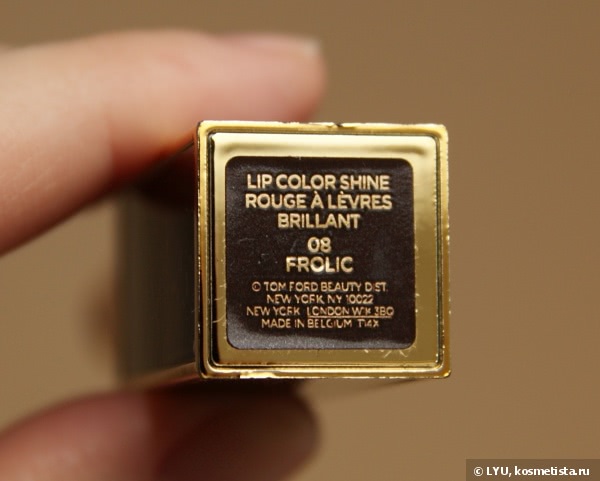 LIP COLOR SHINE
ROUGE À LÈVRES
BRILLANT
08
FROLIC
© TOM FORD BEAUTY DIST.
NEW YORK, NY 10022
NEW YORK LONDON W1K 3BQ
MADE IN BELGIUM T14X
© LYU, kosmetista.ru